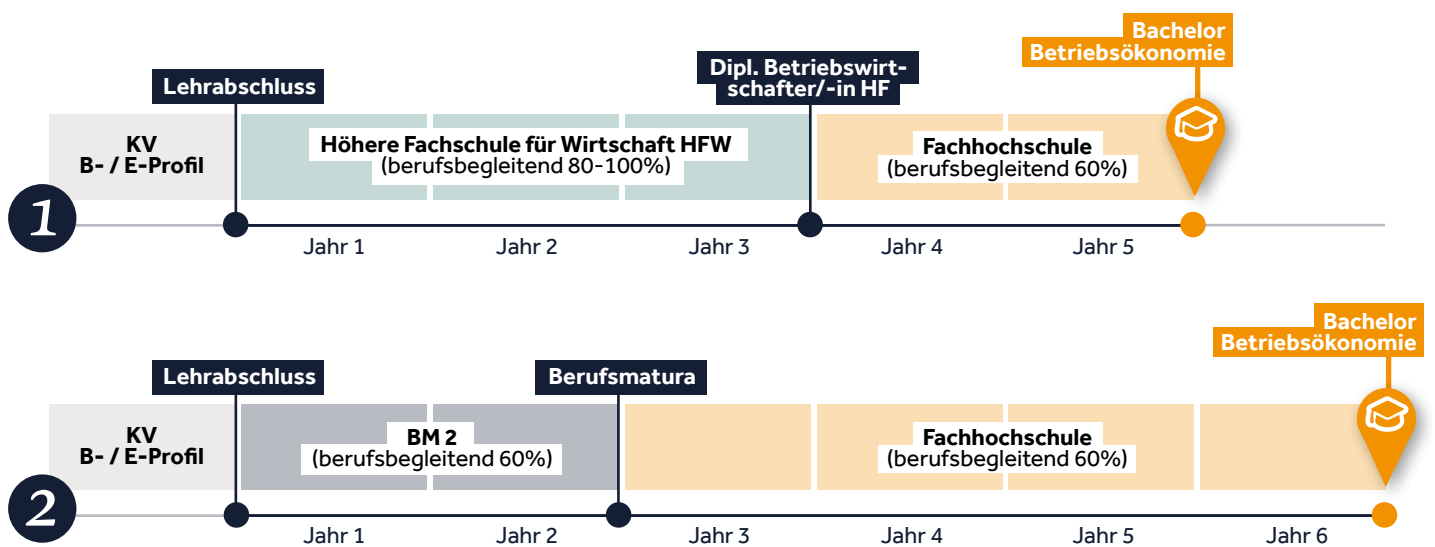 Bachelor
Betriebsökonomie
Lehrabschluss
Dipl. Betriebswirt-
schafter/-in HF
KV
B- / E-Profil
Höhere Fachschule für Wirtschaft HFW
(berufsbegleitend 80-100%)
Fachhochschule
(berufsbegleitend 60%)
1
Jahr 1
Jahr 2
Jahr 3
Jahr 4
Jahr 5
Bachelor
Betriebsökonomie
Lehrabschluss
Berufsmatura
KV
B- / E-Profil
BM 2
(berufsbegleitend 60%)
Fachhochschule
(berufsbegleitend 60%)
2
Jahr 1
Jahr 2
Jahr 3
Jahr 4
Jahr 5
Jahr 6